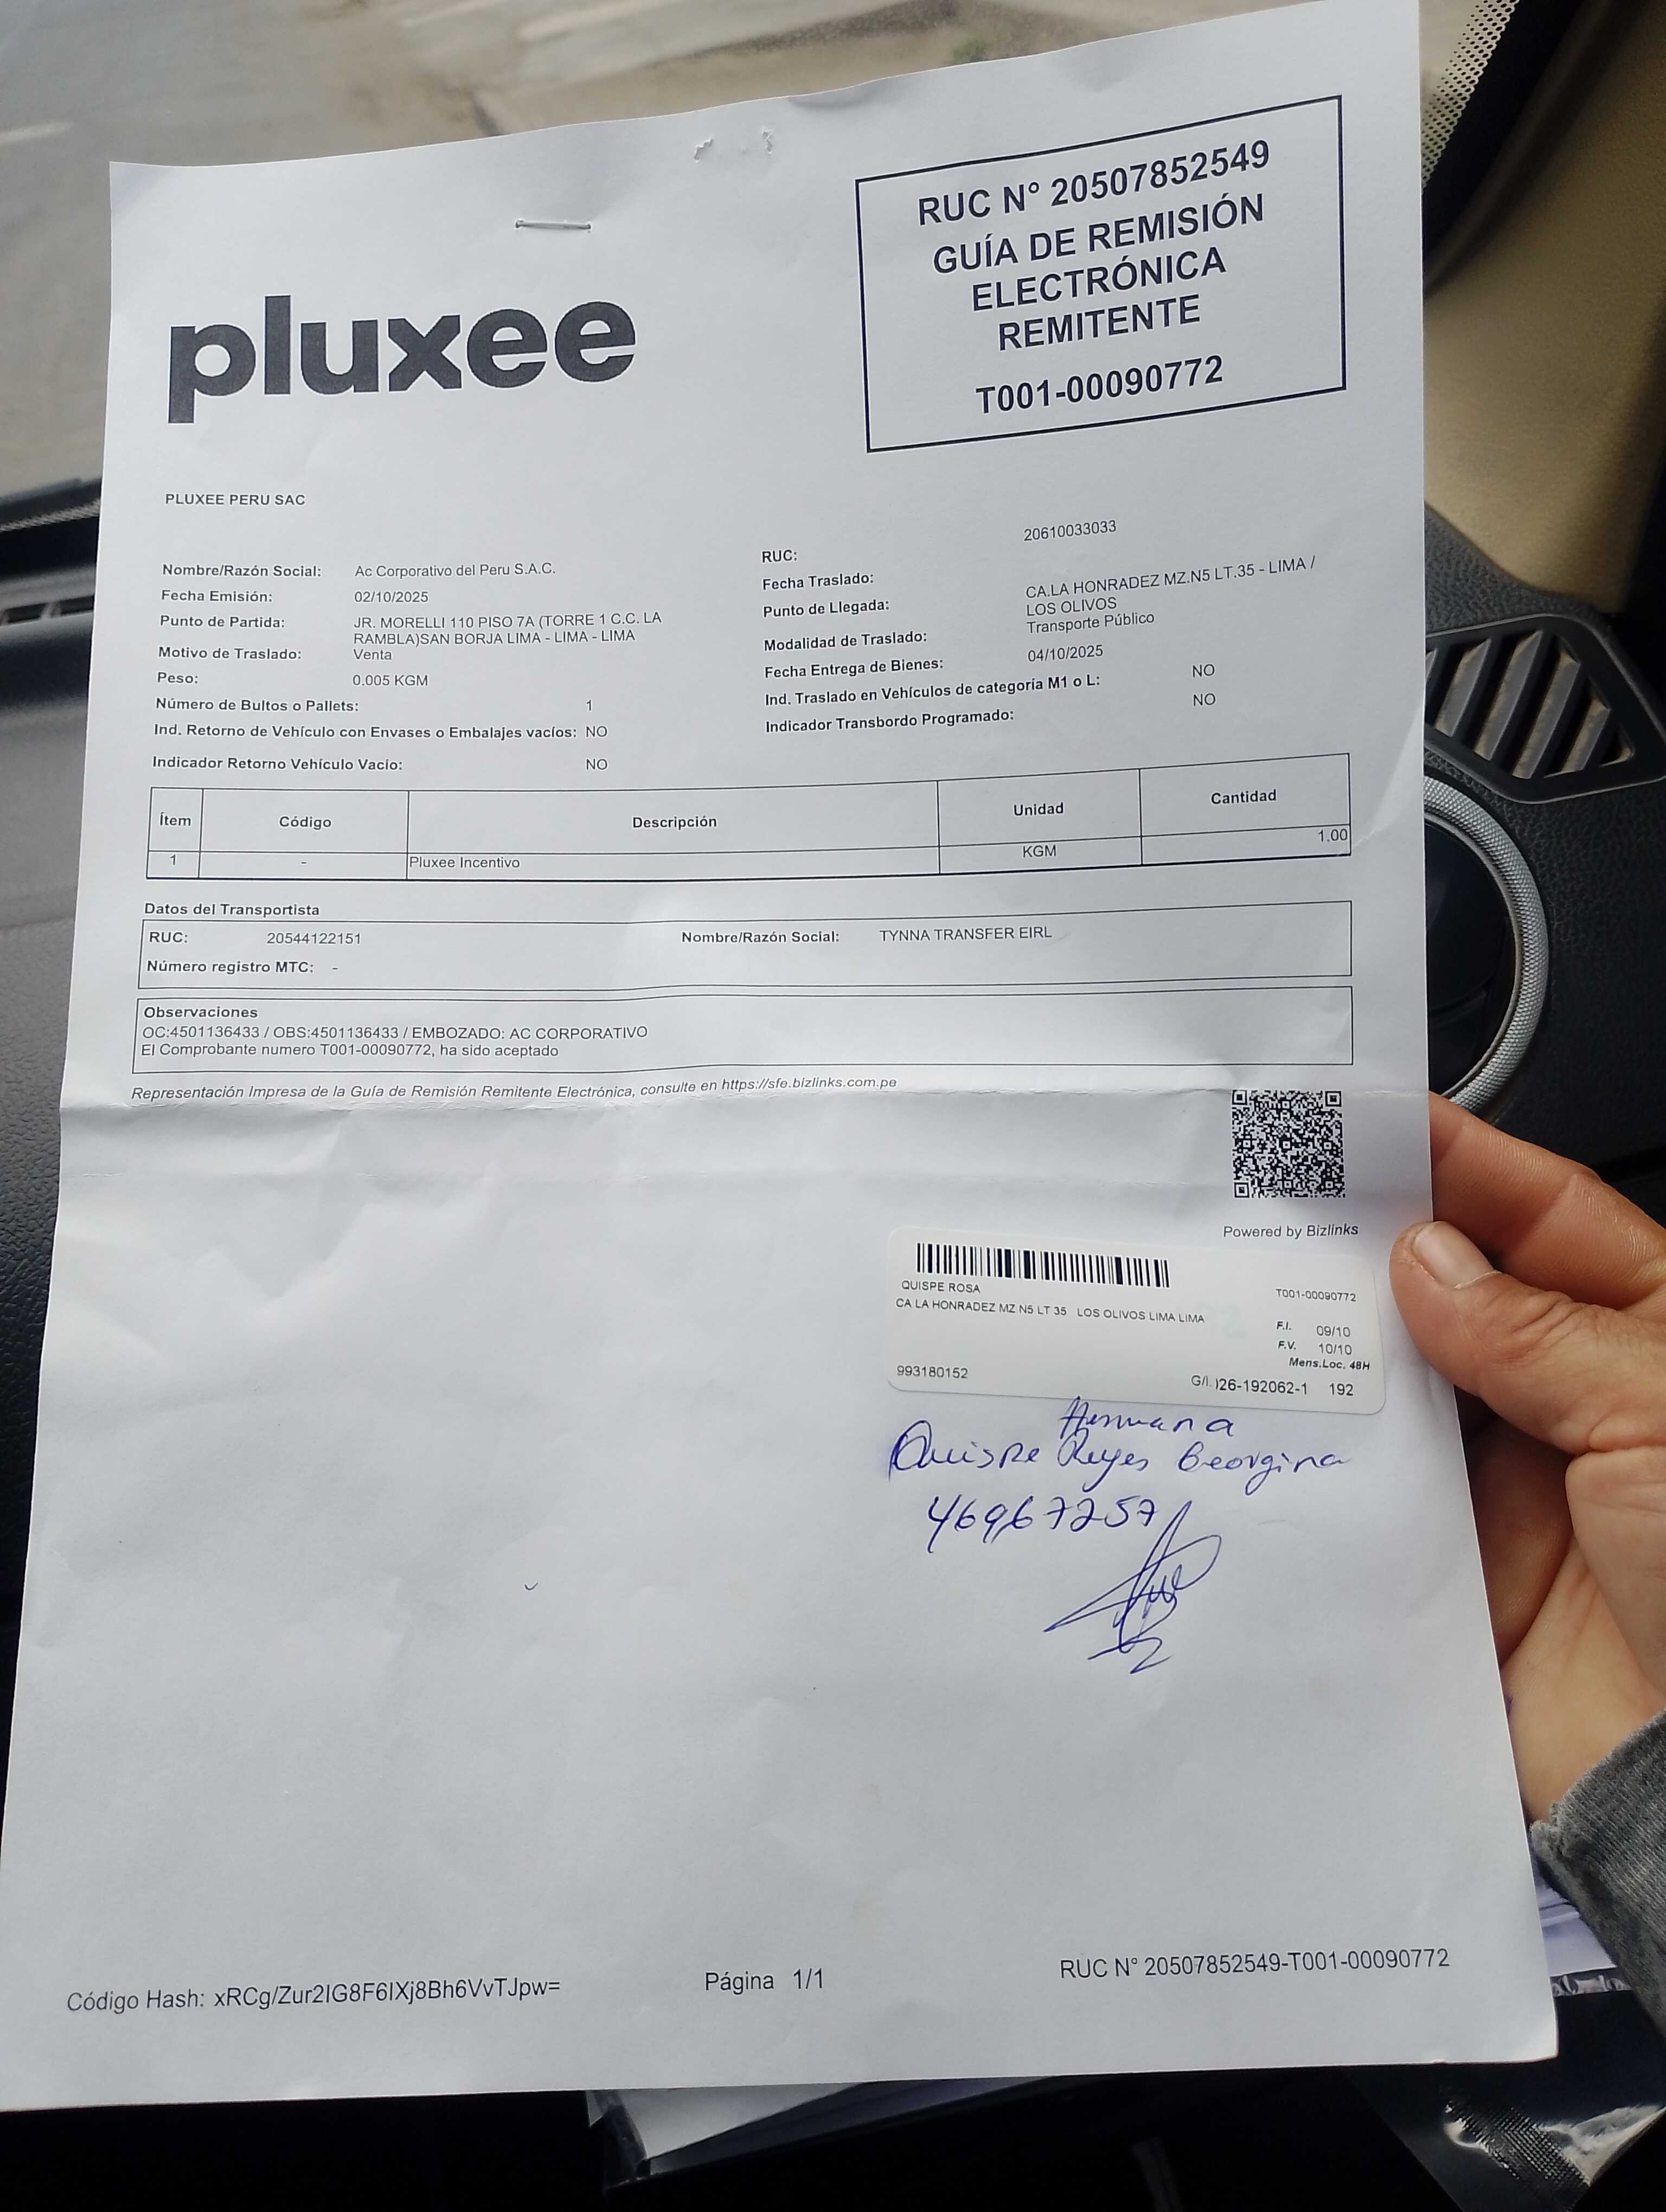 RUC N° 20507852549
GUÍA DE REMISIÓN
ELECTRÓNICA
REMITENTE
T001-00090772
pluxee
PLUXEE PERU SAC
Nombre/Razón Social: Ac Corporativo del Peru S.A.C.
Fecha Emisión: 02/10/2025
Punto de Partida: JR. MORELLI 110 PISO 7A (TORRE 1 C.C. LA
RAMBLA)SAN BORJA LIMA - LIMA - LIMA
Motivo de Traslado: Venta
Peso: 0.005 KGM
Número de Bultos o Pallets: 1
Ind. Retorno de Vehículo con Envases o Embalajes vacíos: NO
Indicador Retorno Vehículo Vacío: NO
RUC: 20610033033
Fecha Traslado:
Punto de Llegada: CA.LA HONRADEZ MZ.N5 LT.35 - LIMA /
LOS OLIVOS
Modalidad de Traslado: Transporte Público
Fecha Entrega de Bienes: 04/10/2025
Ind. Traslado en Vehículos de categoría M1 o L: NO
Indicador Transbordo Programado: NO
Ítem Código Descripción Unidad Cantidad
1 - Pluxee Incentivo KGM 1.00
Datos del Transportista
RUC: 20544122151 Nombre/Razón Social: TYNNA TRANSFER EIRL
Número registro MTC: -
Observaciones
OC:4501136433 / OBS:4501136433 / EMBOZADO: AC CORPORATIVO
El Comprobante numero T001-00090772, ha sido aceptado
Representación Impresa de la Guía de Remisión Remitente Electrónica, consulte en https://sfe.bizlinks.com.pe
Powered by Bizlinks
QUISPE ROSA T001-00090772
CA LA HONRADEZ MZ N5 LT 35 LOS OLIVOS LIMA LIMA
F.I. 09/10
F.V. 10/10
Mens.Loc. 48H
993180152 G/I. 026-192062-1 192
Hermana
Quispe Reyes Georgina
46967257
Código Hash: xRCg/Zur2IG8F6IXj8Bh6VvTJpw= Página 1/1 RUC N° 20507852549-T001-00090772